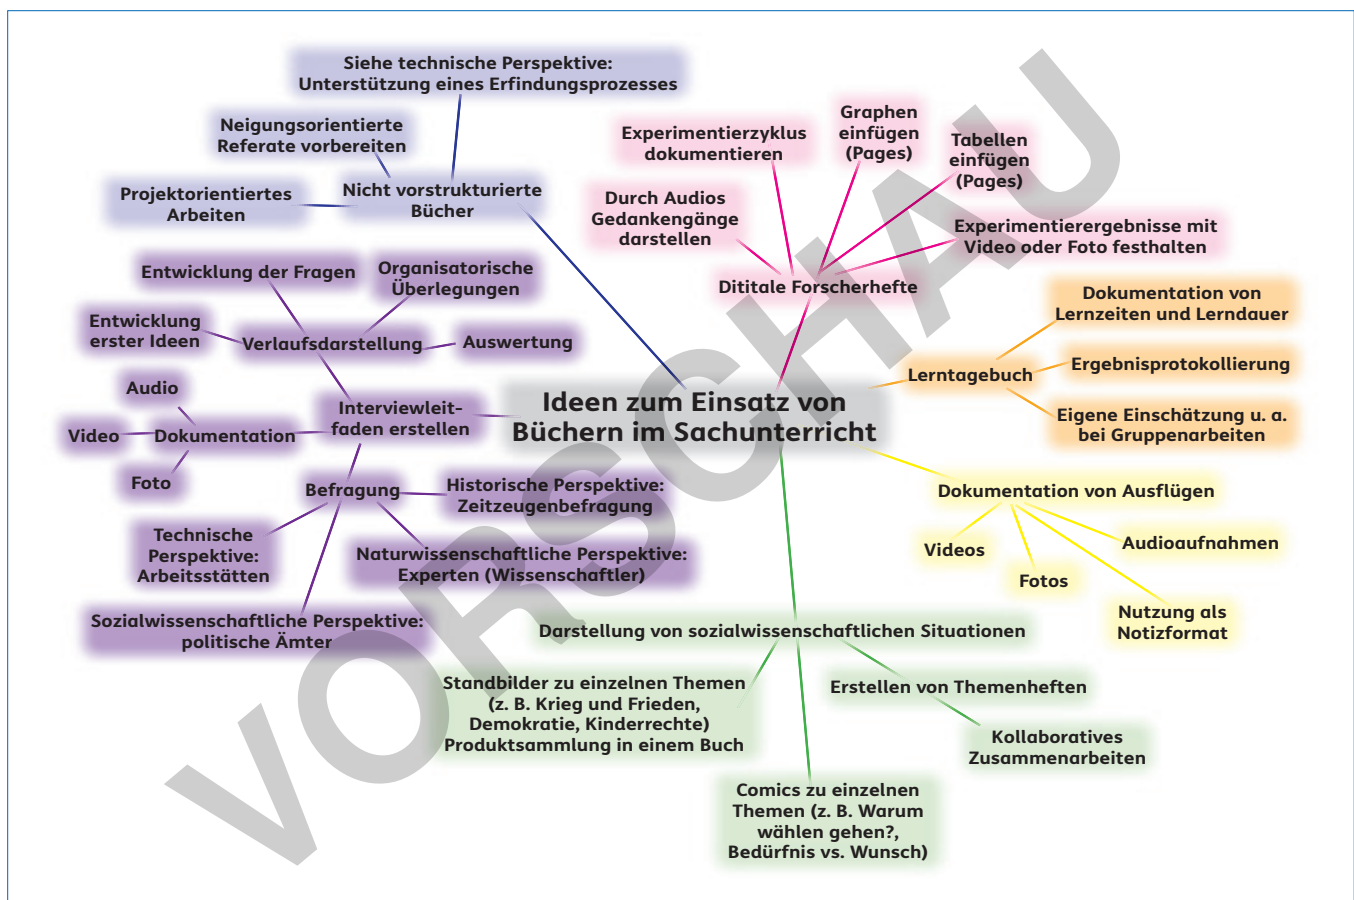 Siehe technische Perspektive:
Unterstützung eines Erfindungsprozesses
Neigungsorientierte
Referate vorbereiten
Projektorientiertes
Arbeiten
Nicht vorstrukturierte
Bücher
Experimentierzyklus
dokumentieren
Graphen
einfügen
(Pages)
Tabellen
einfügen
(Pages)
Durch Audios
Gedankengänge
darstellen
Experimentierergebnisse mit
Video oder Foto festhalten
Dititale Forscherhefte
Entwicklung der Fragen
Organisatorische
Überlegungen
Entwicklung
erster Ideen
Verlaufsdarstellung
Auswertung
Audio
Video
Dokumentation
Foto
Interviewleit-
faden erstellen
Ideen zum Einsatz von
Büchern im Sachunterricht
Lerntagebuch
Dokumentation von
Lernzeiten und Lerndauer
Ergebnisprotokollierung
Eigene Einschätzung u. a.
bei Gruppenarbeiten
Befragung
Historische Perspektive:
Zeitzeugenbefragung
Technische
Perspektive:
Arbeitsstätten
Naturwissenschaftliche Perspektive:
Experten (Wissenschaftler)
Sozialwissenschaftliche Perspektive:
politische Ämter
Dokumentation von Ausflügen
Videos
Fotos
Audioaufnahmen
Nutzung als
Notizformat
Darstellung von sozialwissenschaftlichen Situationen
Standbilder zu einzelnen Themen
(z. B. Krieg und Frieden,
Demokratie, Kinderrechte)
Produktsammlung in einem Buch
Erstellen von Themenheften
Kollaboratives
Zusammenarbeiten
Comics zu einzelnen
Themen (z. B. Warum
wählen gehen?,
Bedürfnis vs. Wunsch)
VORSCHAU